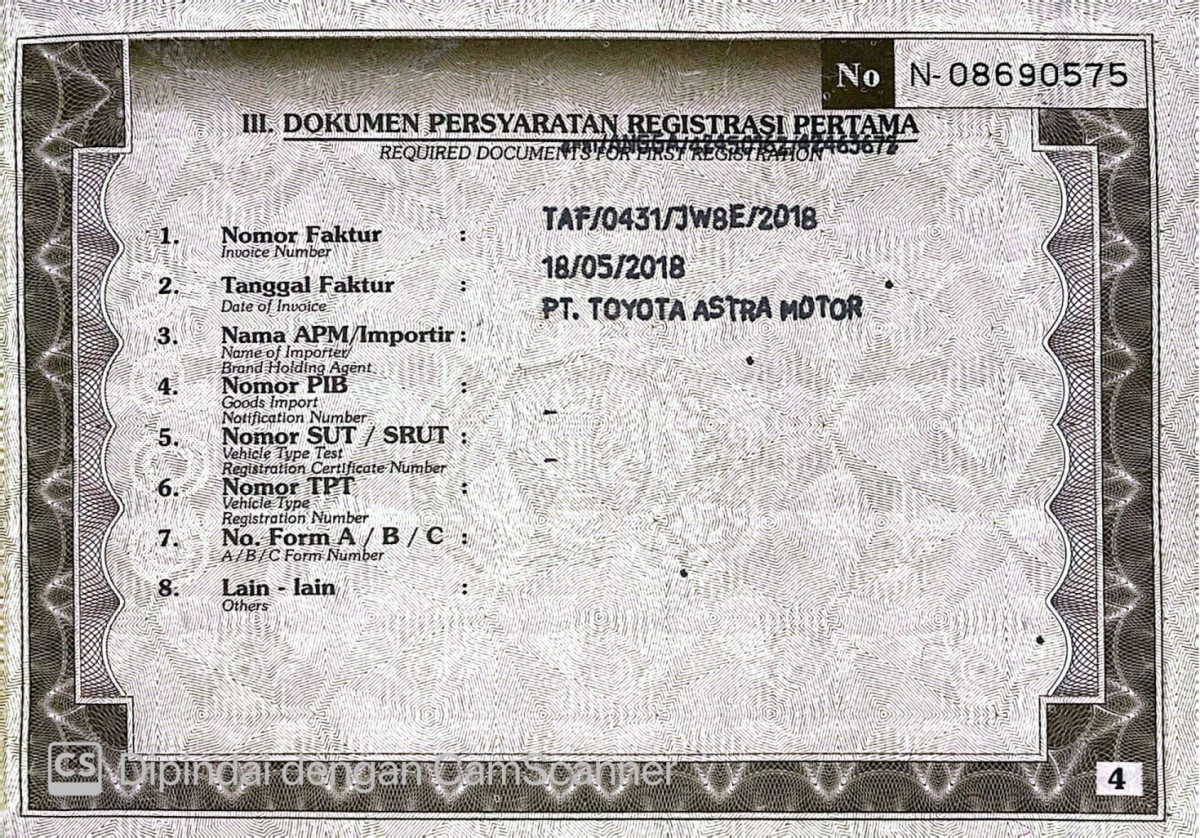 No N-08690575
III. DOKUMEN PERSYARATAN REGISTRASI PERTAMA
REQUIRED DOCUMENTS FOR FIRST REGISTRATION
TAF/0431/JW8E/2018
1. Nomor Faktur :
Invoice Number
18/05/2018
2. Tanggal Faktur :
Date of Invoice
PT. TOYOTA ASTRA MOTOR
3. Nama APM/Importir :
Name of Importer/
Brand Holding Agent
4. Nomor PIB :
Goods Import
Notification Number
-
5. Nomor SUT / SRUT :
Vehicle Type Test
Registration Certificate Number
-
6. Nomor TPT :
Vehicle Type
Registration Number
7. No. Form A / B / C :
A / B / C Form Number
8. Lain - lain :
Others
CS Dipindai dengan CamScanner
4